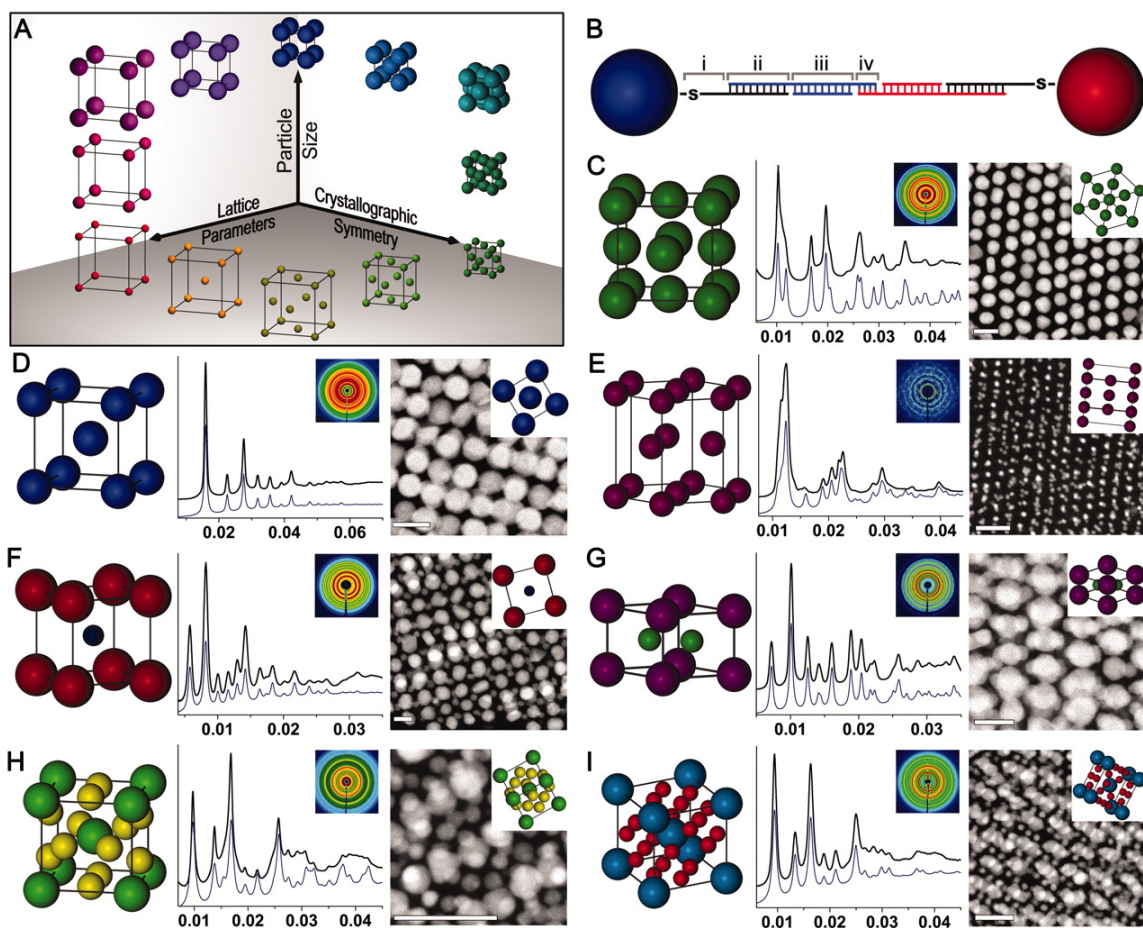 A
Particle
Size
Lattice
Parameters
Crystallographic
Symmetry
B
i ii iii iv
s s
C
0.01 0.02 0.03 0.04
D
0.02 0.04 0.06
E
0.01 0.02 0.03 0.04
F
0.01 0.02 0.03
G
0.01 0.02 0.03
H
0.01 0.02 0.03 0.04
I
0.01 0.02 0.03 0.04